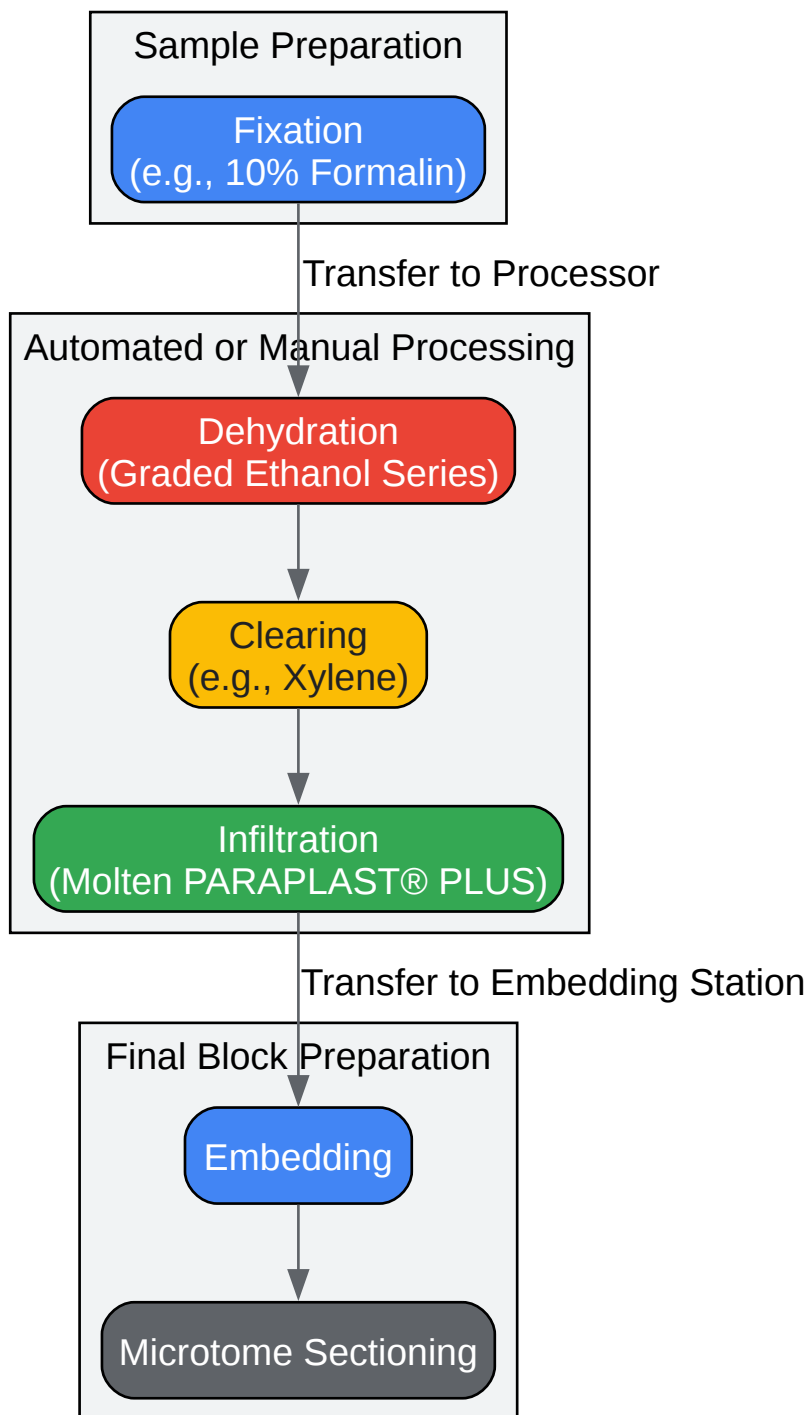 Sample Preparation
Fixation
(e.g., 10% Formalin)
Transfer to Processor
Automated or Manual Processing
Dehydration
(Graded Ethanol Series)
Clearing
(e.g., Xylene)
Infiltration
(Molten PARAPLAST® PLUS)
Transfer to Embedding Station
Final Block Preparation
Embedding
Microtome Sectioning